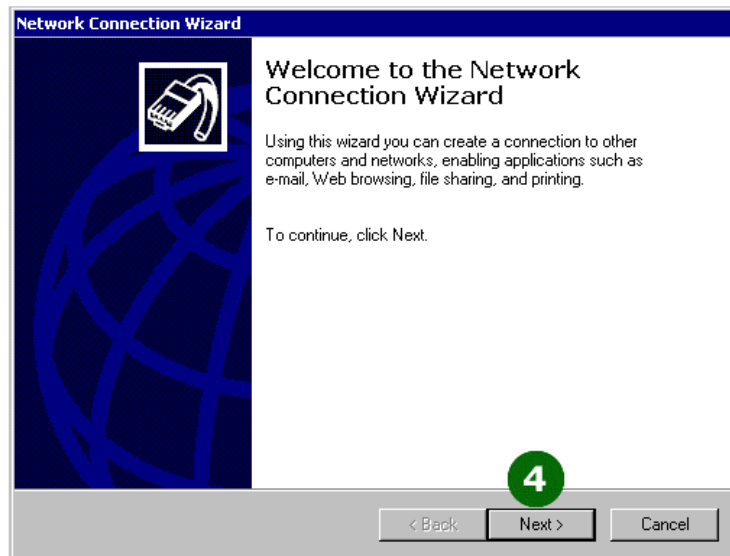 Network Connection Wizard
Welcome to the Network
Connection Wizard
Using this wizard you can create a connection to other
computers and networks, enabling applications such as
e-mail, Web browsing, file sharing, and printing.
To continue, click Next.
4
< Back
Next >
Cancel